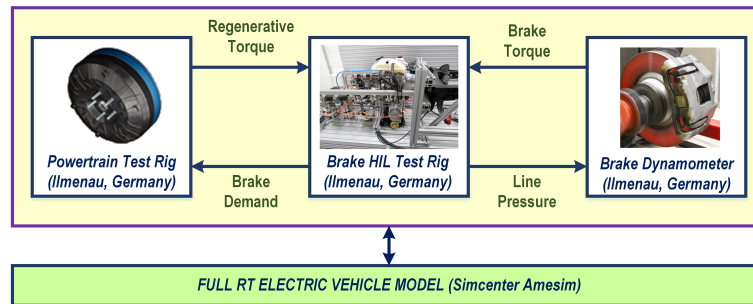 Regenerative
Torque
Brake
Torque
Powertrain Test Rig
(Ilmenau, Germany)
Brake HIL Test Rig
(Ilmenau, Germany)
Brake Dynamometer
(Ilmenau, Germany)
Brake
Demand
Line
Pressure
FULL RT ELECTRIC VEHICLE MODEL (Simcenter Amesim)